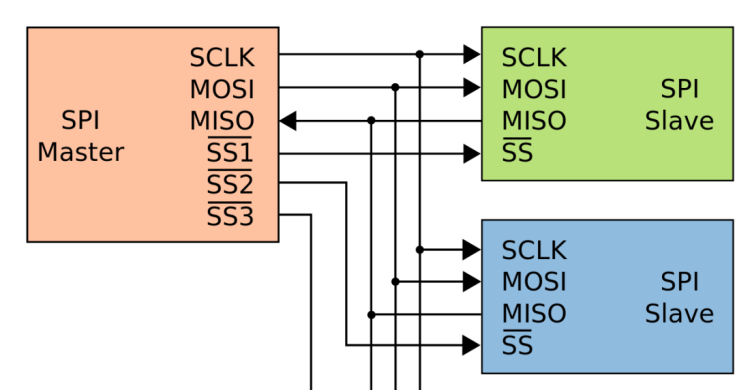 SPI
Master
SCLK
MOSI
MISO
SS1
SS2
SS3
SCLK
MOSI
MISO
SS
SPI
Slave
SCLK
MOSI
MISO
SS
SPI
Slave